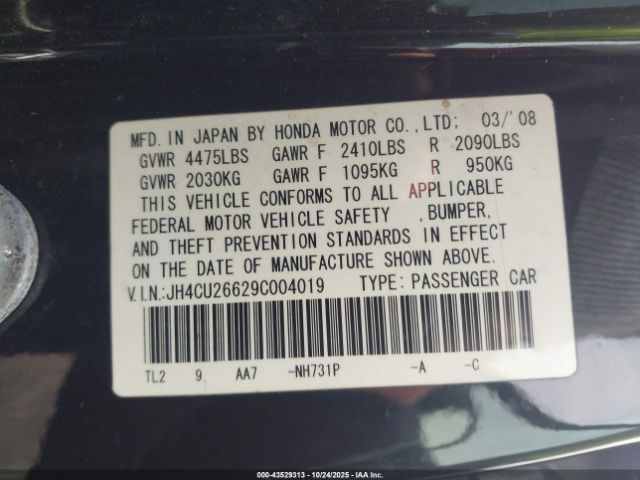 MFD. IN JAPAN BY HONDA MOTOR CO.,LTD; 03/'08
GVWR 4475LBS GAWR F 2410LBS R 2090LBS
GVWR 2030KG GAWR F 1095KG R 950KG
THIS VEHICLE CONFORMS TO ALL APPLICABLE
FEDERAL MOTOR VEHICLE SAFETY ,BUMPER,
AND THEFT PREVENTION STANDARDS IN EFFECT
ON THE DATE OF MANUFACTURE SHOWN ABOVE.
V.I.N.:JH4CU26629C004019 TYPE: PASSENGER CAR
TL2 9 AA7 -NH731P -A -C
000-43529313 - 10/24/2025 - IAA Inc.